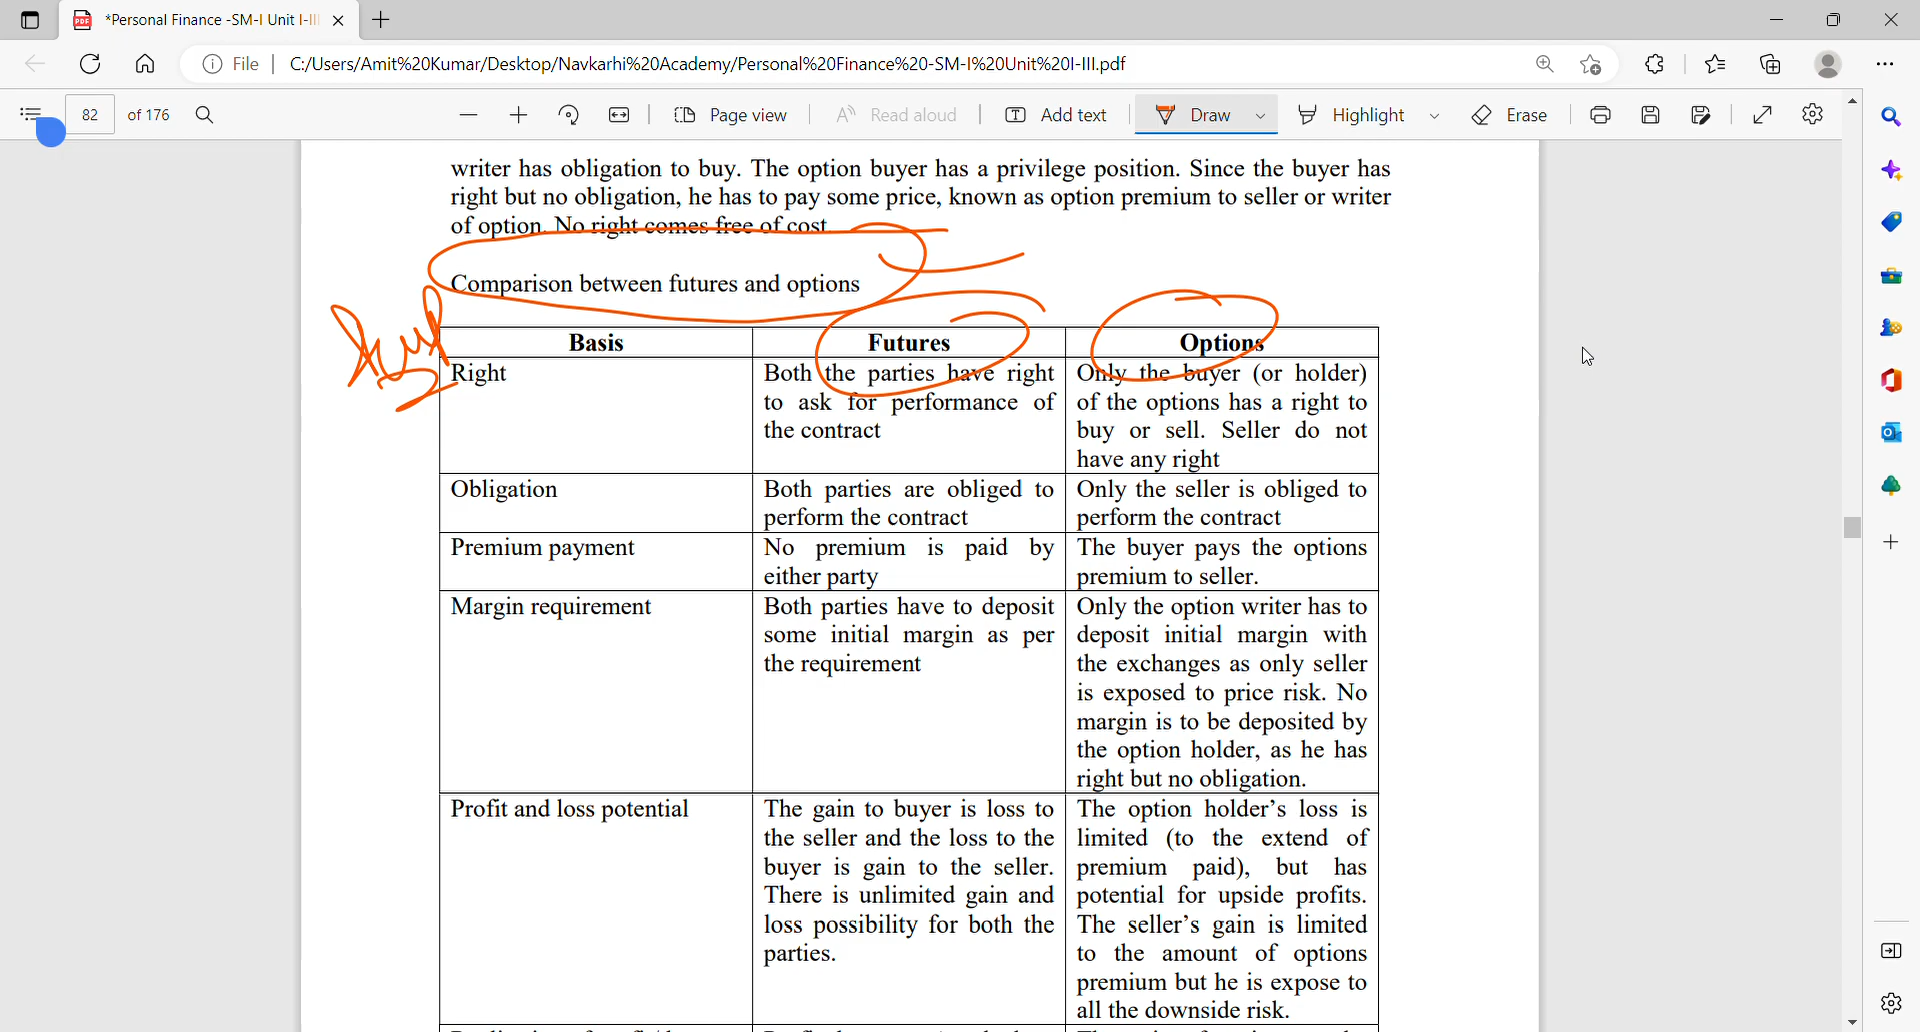 *Personal Finance -SM-I Unit I-III
File
C:/Users/Amit%20Kumar/Desktop/Navkarhi%20Academy/Personal%20Finance%20-SM-I%20Unit%20I-III.pdf
82 of 176
Page view
Read aloud
Add text
Draw
Highlight
Erase
writer has obligation to buy. The option buyer has a privilege position. Since the buyer has
right but no obligation, he has to pay some price, known as option premium to seller or writer
of option. No right comes free of cost
Comparison between futures and options
Basis
Futures
Options
Right
Both the parties have right
to ask for performance of
the contract
Only the buyer (or holder)
of the options has a right to
buy or sell. Seller do not
have any right
Obligation
Both parties are obliged to
perform the contract
Only the seller is obliged to
perform the contract
Premium payment
No premium is paid by
either party
The buyer pays the options
premium to seller.
Margin requirement
Both parties have to deposit
some initial margin as per
the requirement
Only the option writer has to
deposit initial margin with
the exchanges as only seller
is exposed to price risk. No
margin is to be deposited by
the option holder, as he has
right but no obligation.
Profit and loss potential
The gain to buyer is loss to
the seller and the loss to the
buyer is gain to the seller.
There is unlimited gain and
loss possibility for both the
parties.
The option holder's loss is
limited (to the extend of
premium paid), but has
potential for upside profits.
The seller's gain is limited
to the amount of options
premium but he is expose to
all the downside risk.